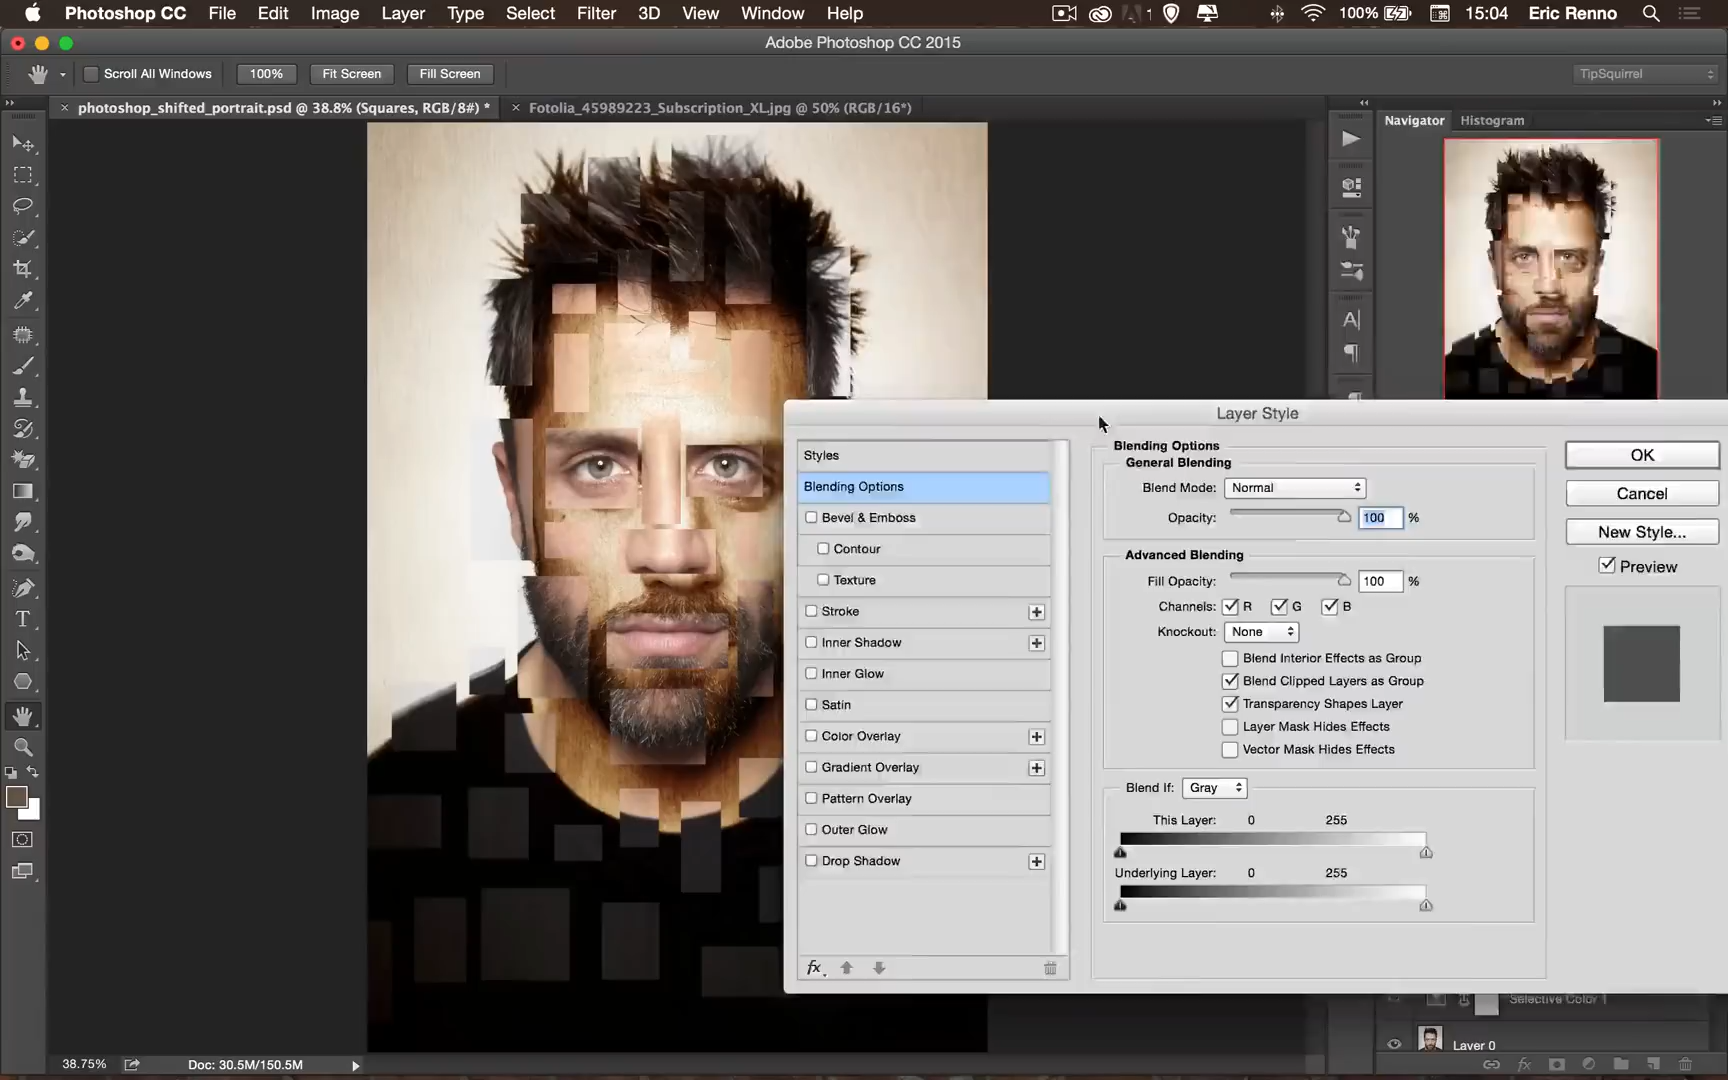 Photoshop CC File Edit Image Layer Type Select Filter 3D View Window Help 1 100% 15:04 Eric Renno
Adobe Photoshop CC 2015
Scroll All Windows 100% Fit Screen Fill Screen TipSquirrel
× photoshop_shifted_portrait.psd @ 38.8% (Squares, RGB/8#) * × Fotolia_45989223_Subscription_XL.jpg @ 50% (RGB/16*)
Navigator Histogram
Layer Style
Styles
Blending Options
Bevel & Emboss
Contour
Texture
Stroke
Inner Shadow
Inner Glow
Satin
Color Overlay
Gradient Overlay
Pattern Overlay
Outer Glow
Drop Shadow
fx
Blending Options
General Blending
Blend Mode: Normal
Opacity: 100 %
Advanced Blending
Fill Opacity: 100 %
Channels: R G B
Knockout: None
Blend Interior Effects as Group
Blend Clipped Layers as Group
Transparency Shapes Layer
Layer Mask Hides Effects
Vector Mask Hides Effects
Blend If: Gray
This Layer: 0 255
Underlying Layer: 0 255
OK
Cancel
New Style...
Preview
Selective Color 1
Layer 0
38.75% Doc: 30.5M/150.5M
fx